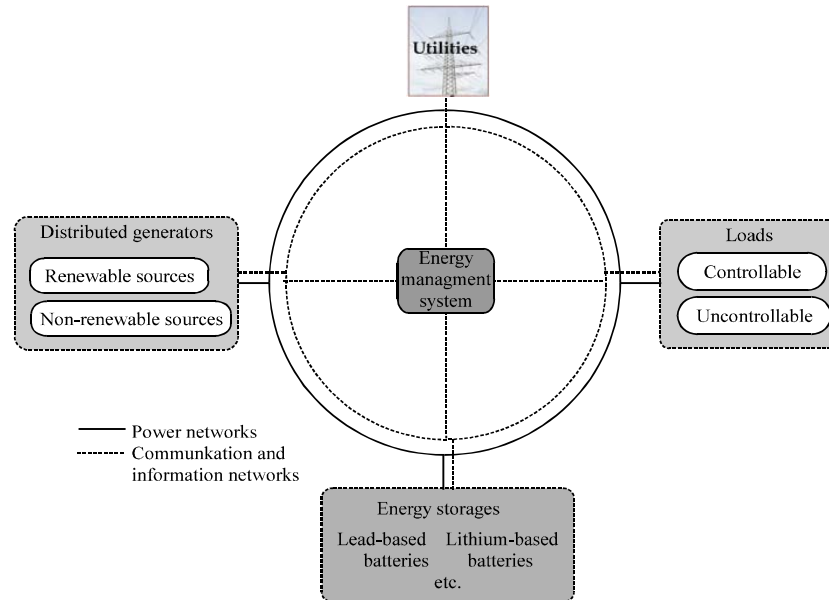 Utilities
Distributed generators
Renewable sources
Non-renewable sources
Energy
managment
system
Loads
Controllable
Uncontrollable
Power networks
Communkation and
information networks
Energy storages
Lead-based Lithium-based
batteries batteries
etc.